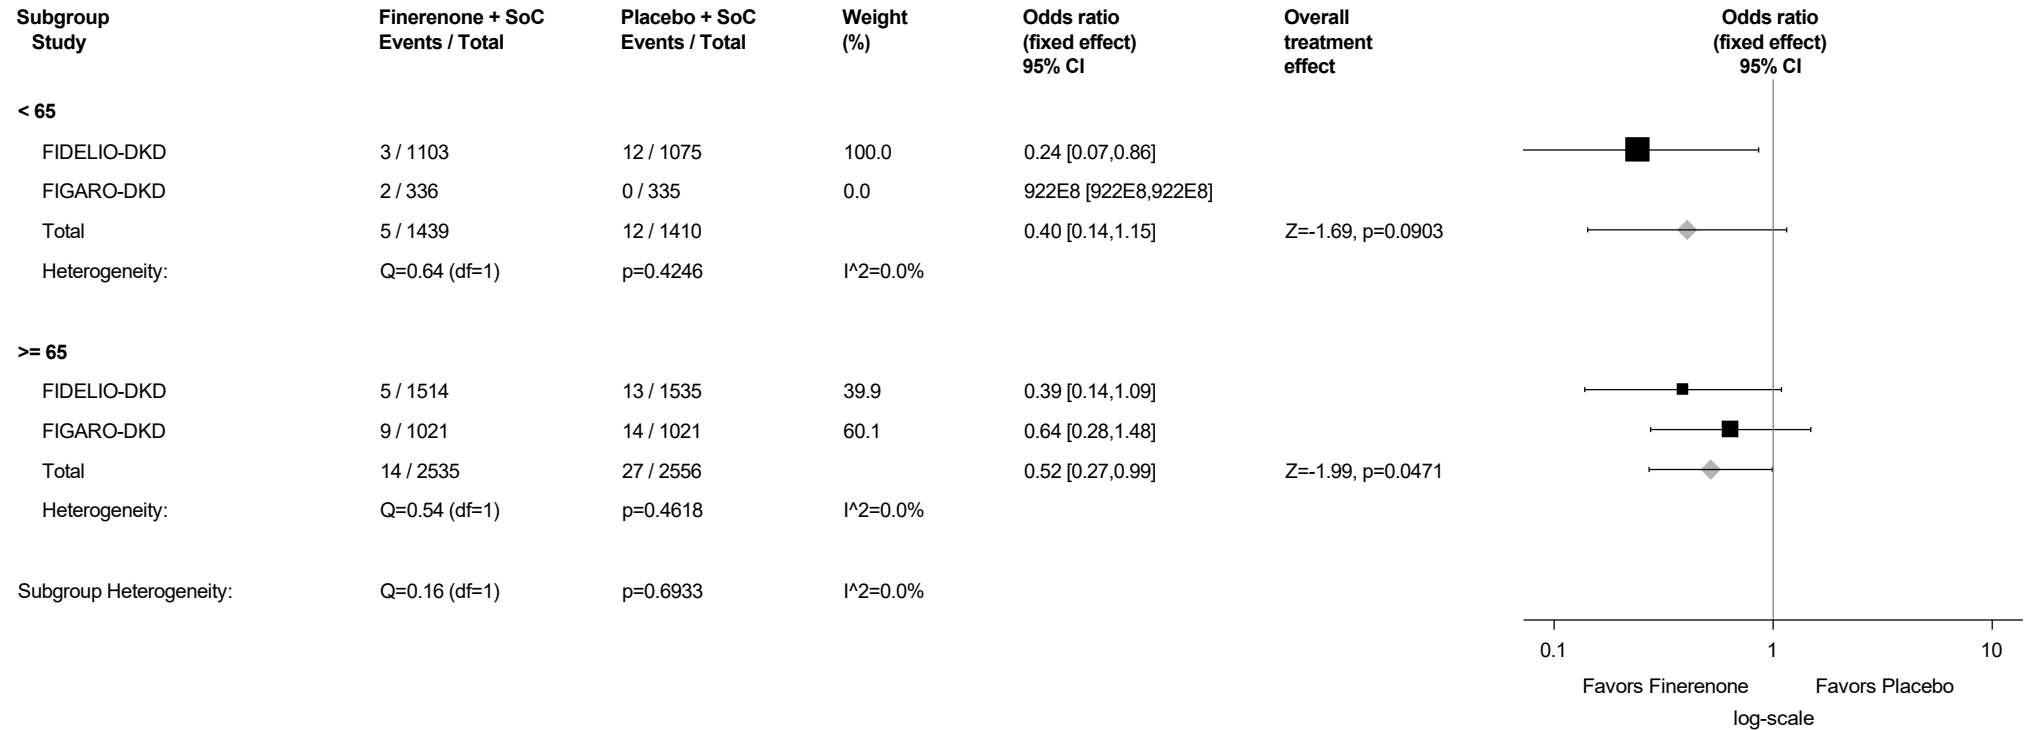 Subgroup Finerenone + SoC Placebo + SoC Weight Odds ratio Overall Odds ratio
Study Events / Total Events / Total (%) (fixed effect) treatment (fixed effect)
95% CI effect 95% CI
< 65
FIDELIO-DKD 3 / 1103 12 / 1075 100.0 0.24 [0.07,0.86]
FIGARO-DKD 2 / 336 0 / 335 0.0 922E8 [922E8,922E8]
Total 5 / 1439 12 / 1410 0.40 [0.14,1.15] Z=-1.69, p=0.0903
Heterogeneity: Q=0.64 (df=1) p=0.4246 I^2=0.0%
>= 65
FIDELIO-DKD 5 / 1514 13 / 1535 39.9 0.39 [0.14,1.09]
FIGARO-DKD 9 / 1021 14 / 1021 60.1 0.64 [0.28,1.48]
Total 14 / 2535 27 / 2556 0.52 [0.27,0.99] Z=-1.99, p=0.0471
Heterogeneity: Q=0.54 (df=1) p=0.4618 I^2=0.0%
Subgroup Heterogeneity: Q=0.16 (df=1) p=0.6933 I^2=0.0%
0.1 1 10
Favors Finerenone Favors Placebo
log-scale